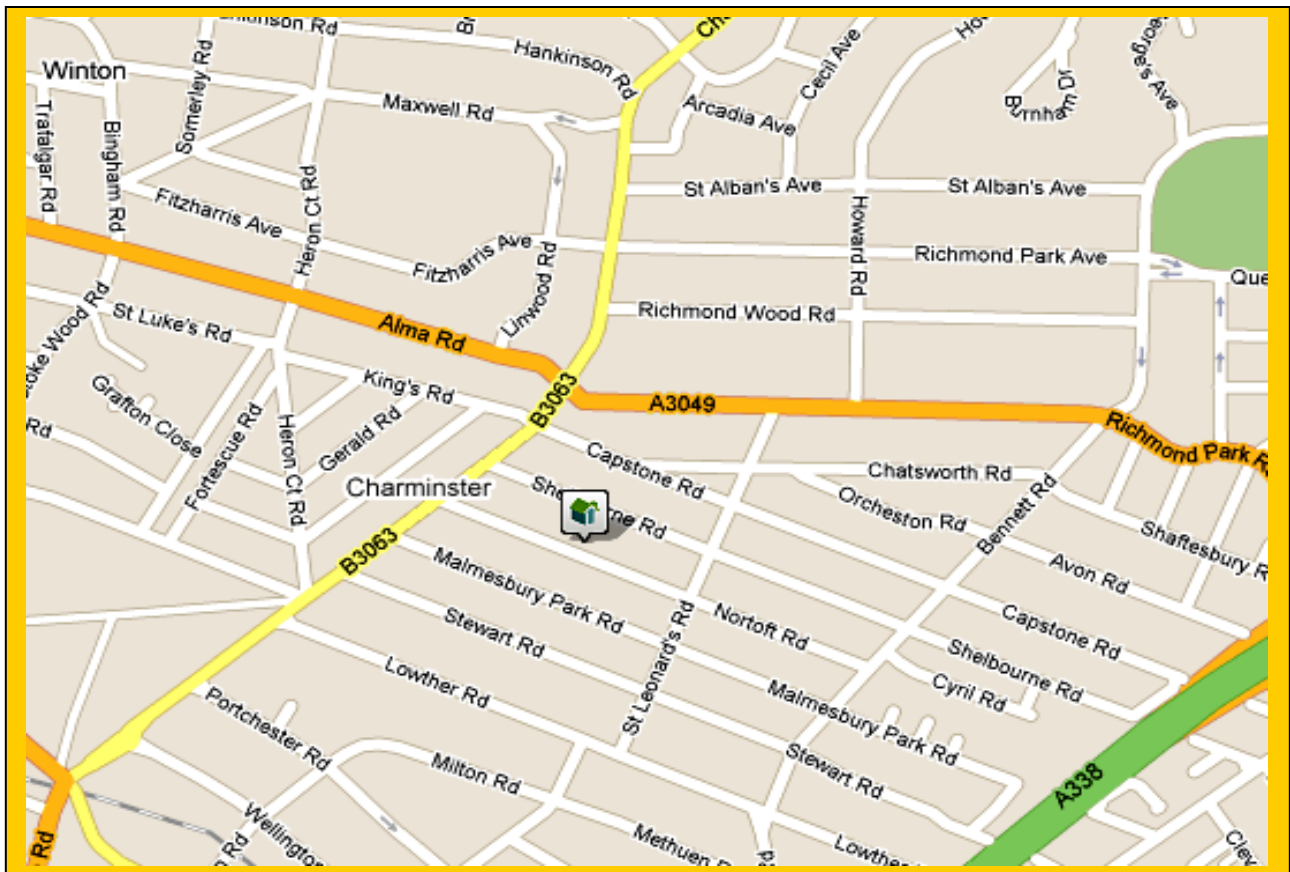 Hankinson Rd
Winton
Maxwell Rd
Somerley Rd
Trafalgar Rd
Bingham Rd
Heron Ct Rd
Fitzharris Ave
Fitzharris Ave
Linwood Rd
Arcadia Ave
Cecil Ave
Burnham Dr
St Alban's Ave
St Alban's Ave
Howard Rd
Richmond Park Ave
Richmond Wood Rd
St Luke's Rd
Alma Rd
King's Rd
B3063
A3049
Richmond Park
Grafton Close
Fortescue Rd
Heron Ct Rd
Gerald Rd
Rd
Charminster
Capstone Rd
Chatsworth Rd
Orcheston Rd
Bennett Rd
Avon Rd
B3063
Malmesbury Park Rd
Stewart Rd
Lowther Rd
Nortoft Rd
St Leonard's Rd
Capstone Rd
Shelbourne Rd
Cyril Rd
Malmesbury Park Rd
Stewart Rd
Portchester Rd
Milton Rd
Wellington
Methuen
Lowther
A338
Rd
Rd